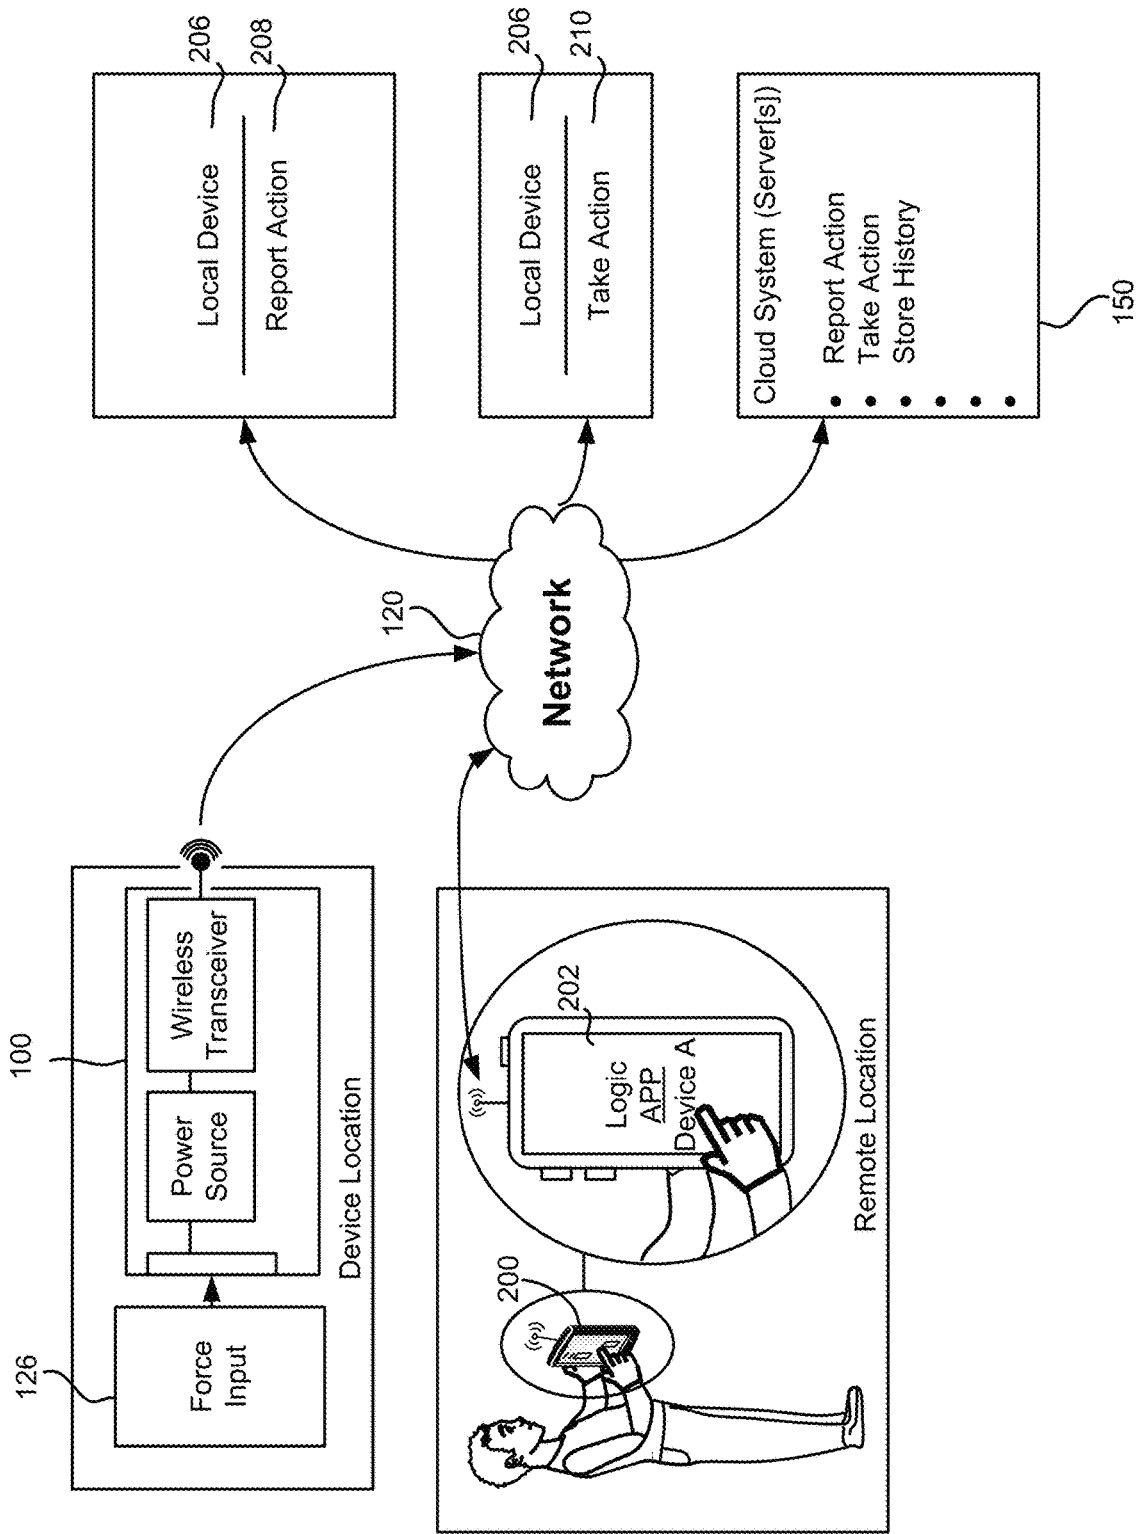 126
Force
Input
100
Power
Source
Wireless
Transceiver
Device Location
200
202
Logic
APP
Device A
Remote Location
120
Network
206
208
Local Device
Report Action
206
210
Local Device
Take Action
Cloud System (Server[s])
• Report Action
• Take Action
• Store History
•
•
•
150